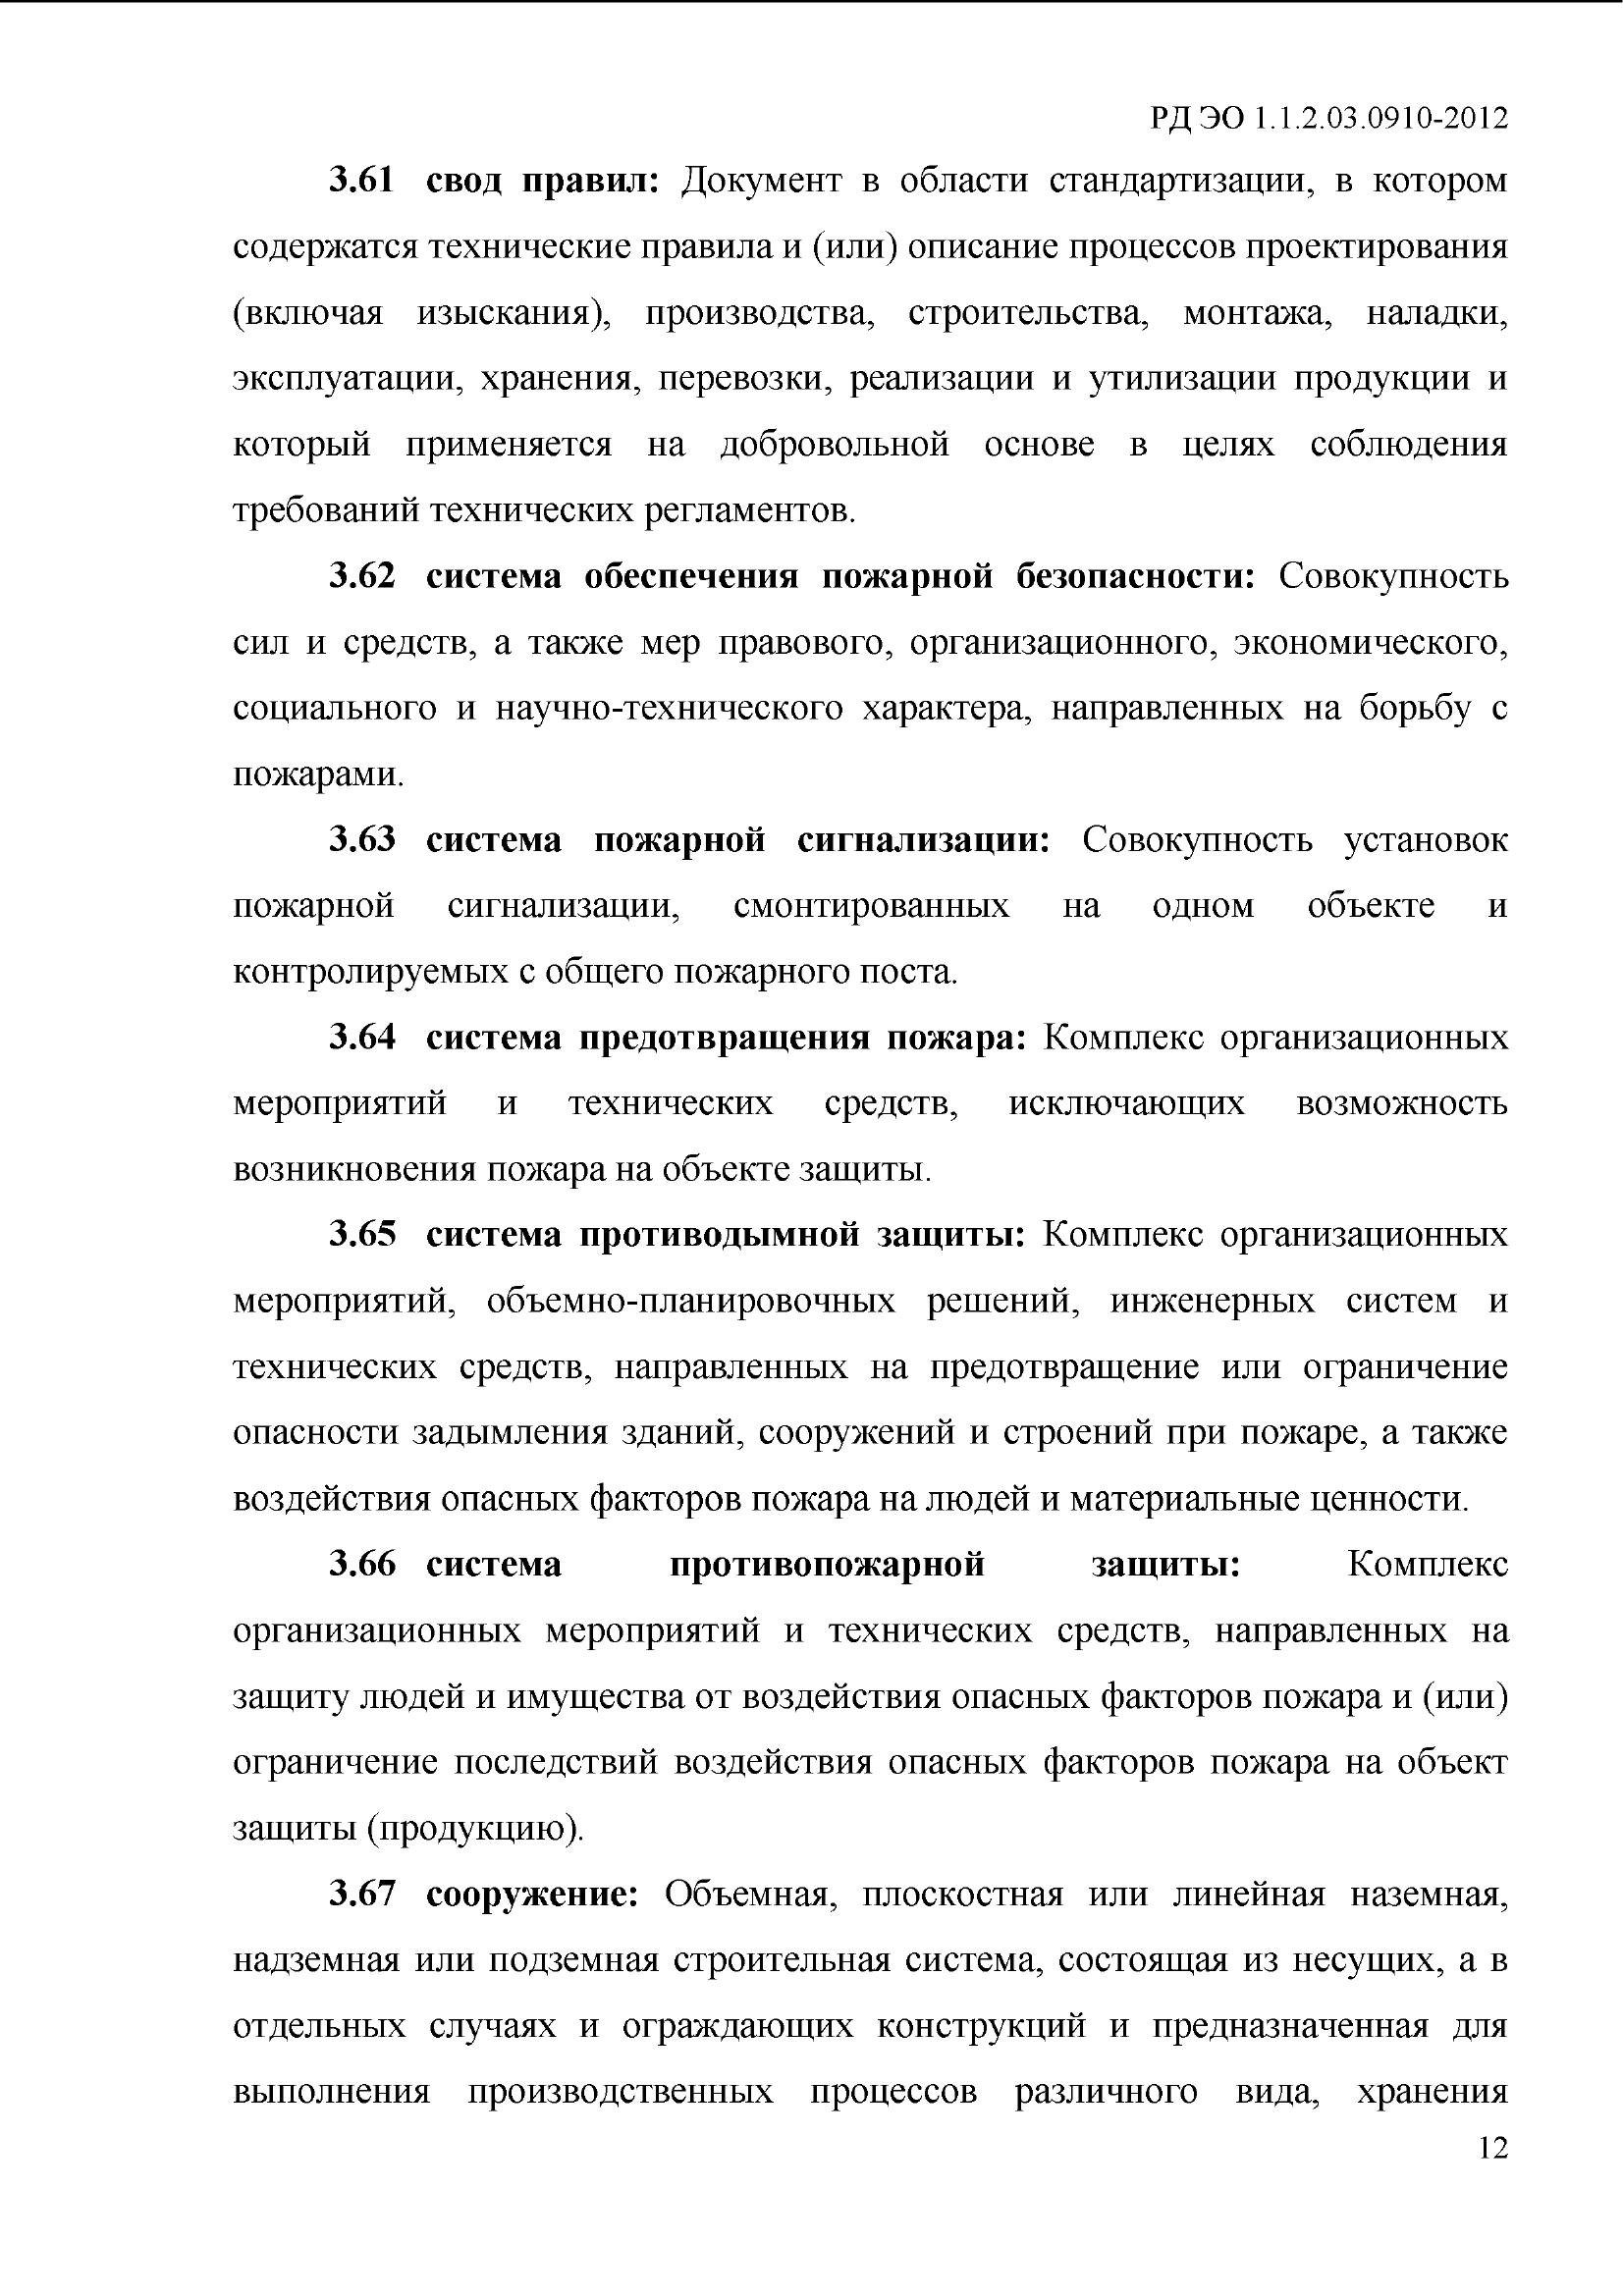 РД ЭО 1.1.2.03.0910-2012
3.61 свод правил: Документ в области стандартизации, в котором
содержатся технические правила и (или) описание процессов проектирования
(включая изыскания), производства, строительства, монтажа, наладки,
эксплуатации, хранения, перевозки, реализации и утилизации продукции и
который применяется на добровольной основе в целях соблюдения
требований технических регламентов.
3.62 система обеспечения пожарной безопасности: Совокупность
сил и средств, а также мер правового, организационного, экономического,
социального и научно-технического характера, направленных на борьбу с
пожарами.
3.63 система пожарной сигнализации: Совокупность установок
пожарной сигнализации, смонтированных на одном объекте и
контролируемых с общего пожарного поста.
3.64 система предотвращения пожара: Комплекс организационных
мероприятий и технических средств, исключающих возможность
возникновения пожара на объекте защиты.
3.65 система противодымной защиты: Комплекс организационных
мероприятий, объемно-планировочных решений, инженерных систем и
технических средств, направленных на предотвращение или ограничение
опасности задымления зданий, сооружений и строений при пожаре, а также
воздействия опасных факторов пожара на людей и материальные ценности.
3.66 система противопожарной защиты: Комплекс
организационных мероприятий и технических средств, направленных на
защиту людей и имущества от воздействия опасных факторов пожара и (или)
ограничение последствий воздействия опасных факторов пожара на объект
защиты (продукцию).
3.67 сооружение: Объемная, плоскостная или линейная наземная,
надземная или подземная строительная система, состоящая из несущих, а в
отдельных случаях и ограждающих конструкций и предназначенная для
выполнения производственных процессов различного вида, хранения
12